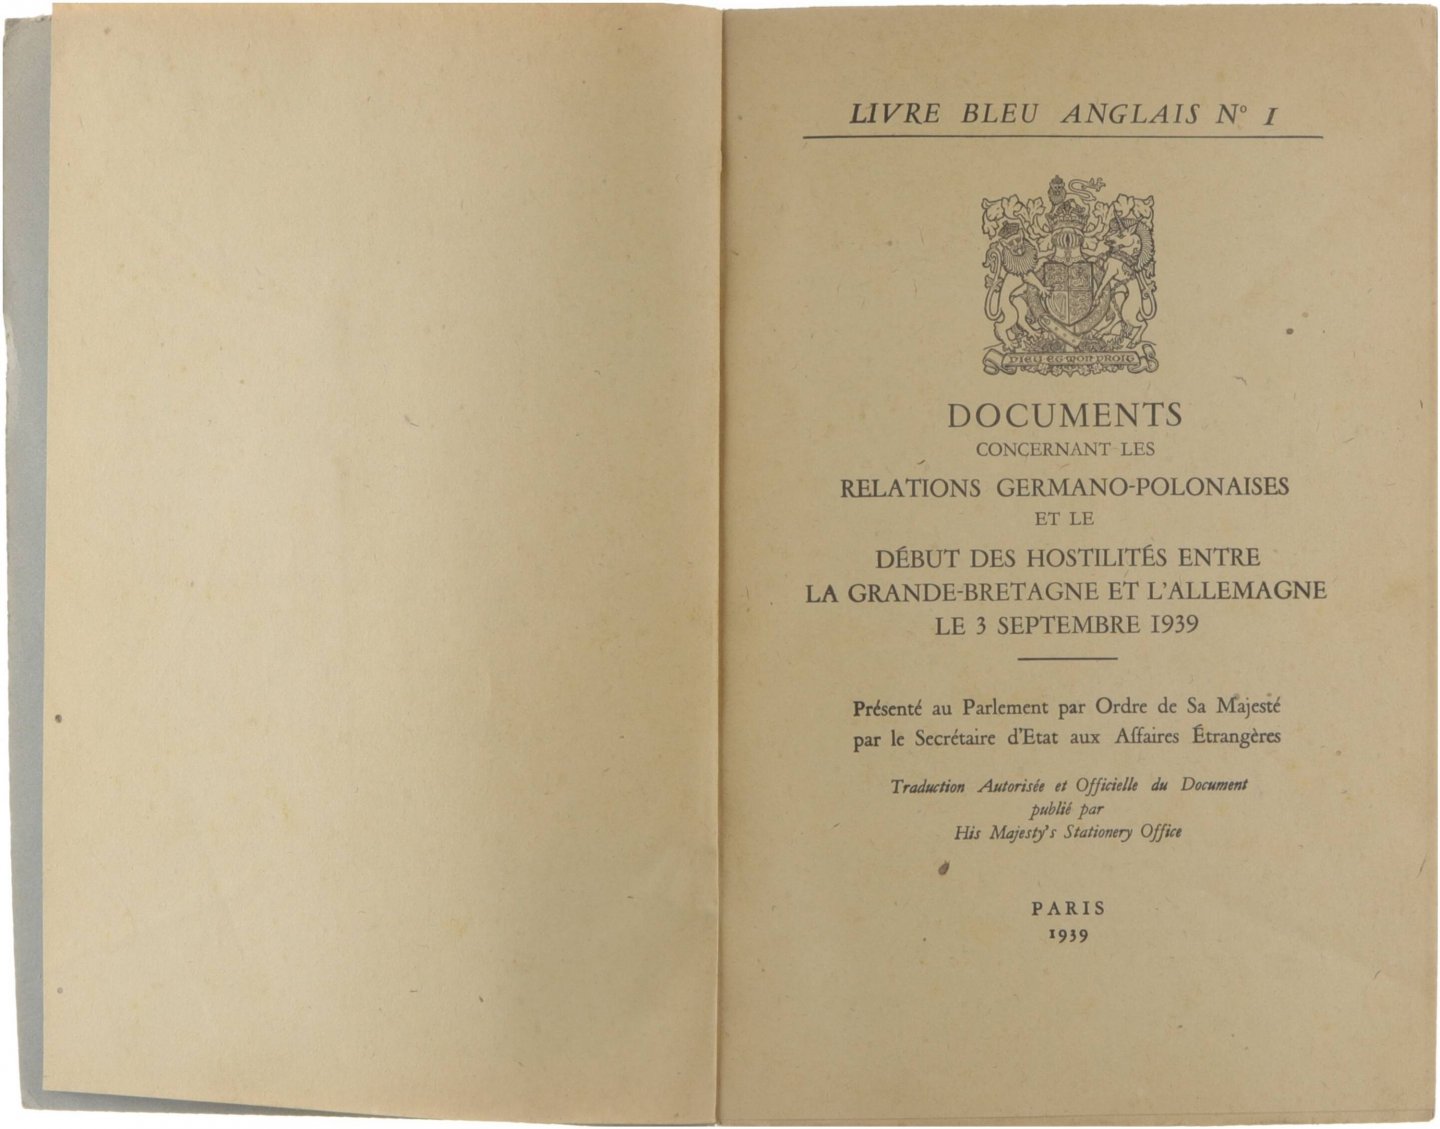 LIVRE BLEU ANGLAIS Nº 1
DIEU ET MON DROIT
DOCUMENTS
CONCERNANT LES
RELATIONS GERMANO-POLONAISES
ET LE
DÉBUT DES HOSTILITÉS ENTRE
LA GRANDE-BRETAGNE ET L'ALLEMAGNE
LE 3 SEPTEMBRE 1939
Présenté au Parlement par Ordre de Sa Majesté
par le Secrétaire d'Etat aux Affaires Étrangères
Traduction Autorisée et Officielle du Document
publié par
His Majesty's Stationery Office
PARIS
1939